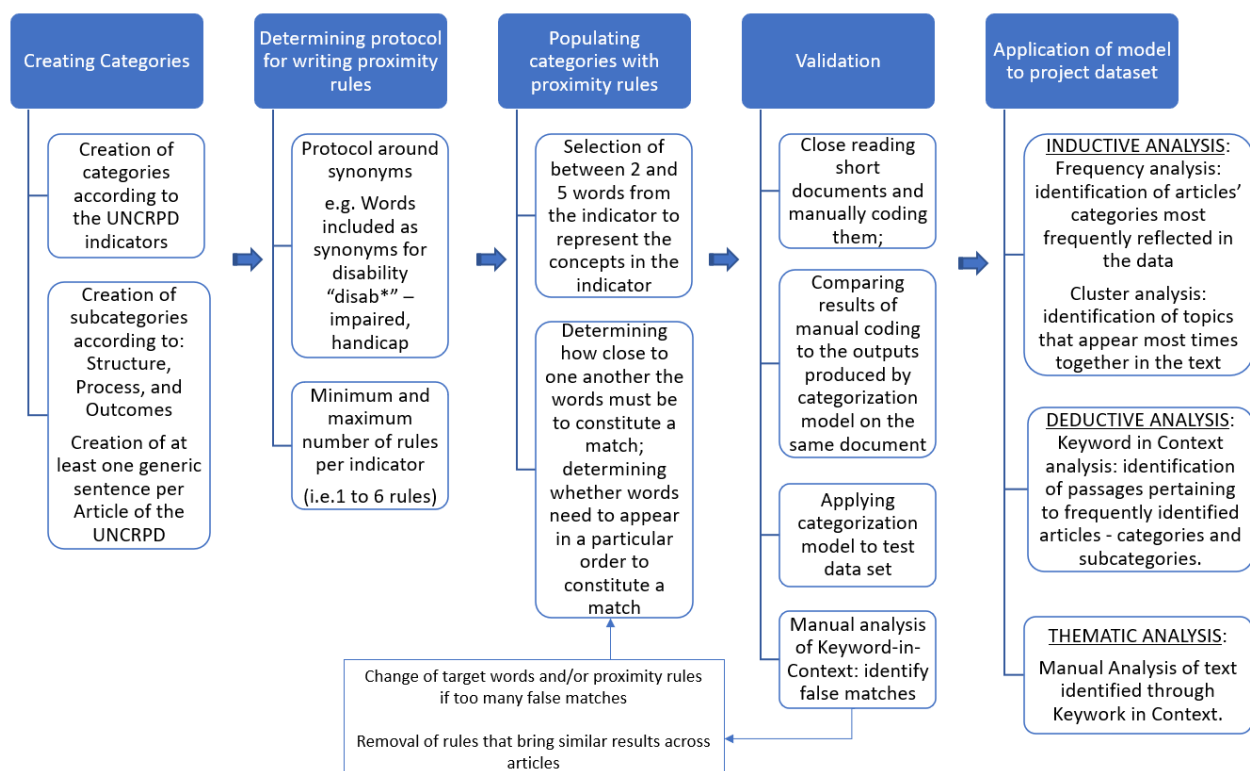 Creating Categories
Creation of
categories
according to
the UNCRPD
indicators
Creation of
subcategories
according to:
Structure,
Process, and
Outcomes
Creation of at
least one generic
sentence per
Article of the
UNCRPD
Determining protocol
for writing proximity
rules
Protocol around
synonyms
e.g. Words
included as
synonyms for
disability
“disab*” –
impaired,
handicap
Minimum and
maximum
number of rules
per indicator
(i.e.1 to 6 rules)
Populating
categories with
proximity rules
Selection of
between 2 and
5 words from
the indicator to
represent the
concepts in the
indicator
Determining
how close to
one another the
words must be
to constitute a
match;
determining
whether words
need to appear
in a particular
order to
constitute a
match
Validation
Close reading
short
documents and
manually coding
them;
Comparing
results of
manual coding
to the outputs
produced by
categorization
model on the
same document
Applying
categorization
model to test
data set
Manual analysis
of Keyword-in-
Context: identify
false matches
Change of target words and/or proximity rules
if too many false matches
Removal of rules that bring similar results across
articles
Application of model
to project dataset
INDUCTIVE ANALYSIS:
Frequency analysis:
identification of articles’
categories most
frequently reflected in
the data
Cluster analysis:
identification of topics
that appear most times
together in the text
DEDUCTIVE ANALYSIS:
Keyword in Context
analysis: identification
of passages pertaining
to frequently identified
articles - categories and
subcategories.
THEMATIC ANALYSIS:
Manual Analysis of text
identified through
Keywork in Context.